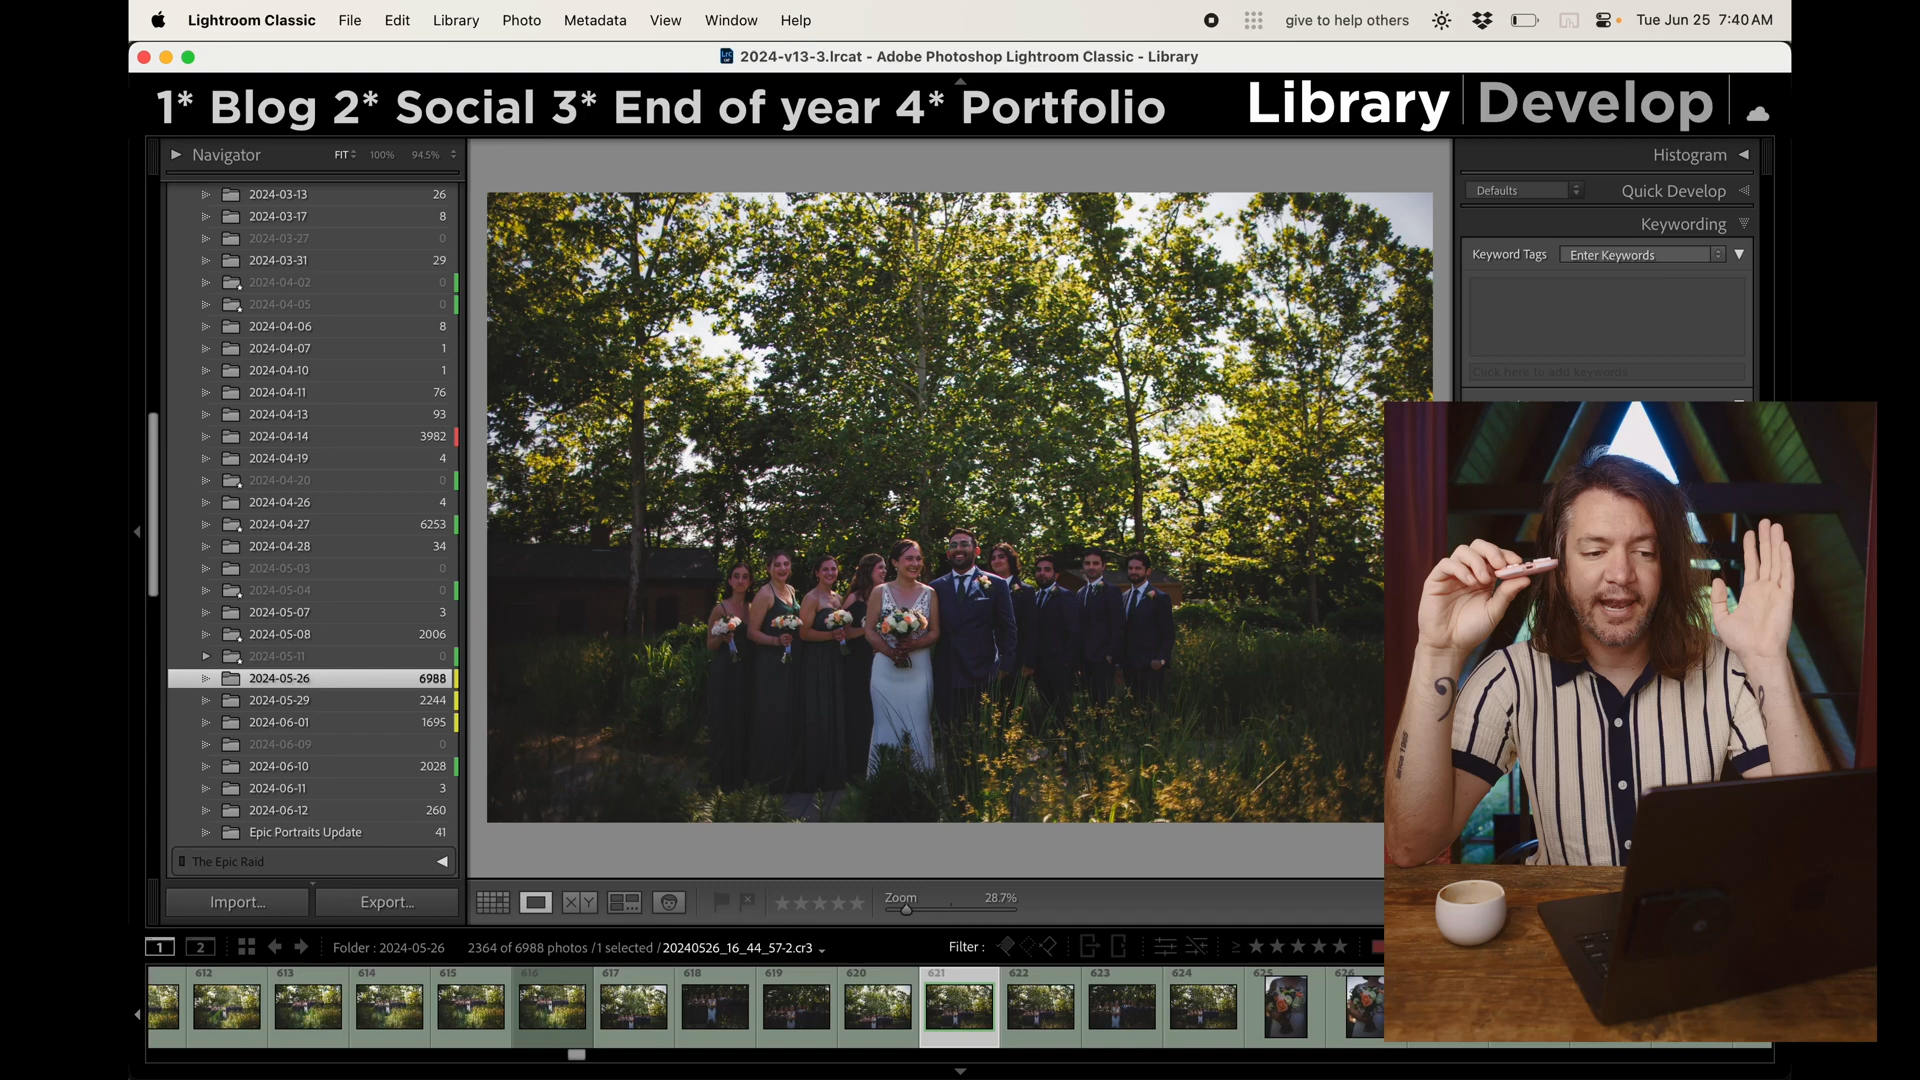 Lightroom Classic File Edit Library Photo Metadata View Window Help give to help others Tue Jun 25 7:40 AM
2024-v13-3.lrcat - Adobe Photoshop Lightroom Classic - Library
1* Blog 2* Social 3* End of year 4* Portfolio Library Develop
Navigator FIT 100% 94.5%
2024-03-13 26
2024-03-17 8
2024-03-27 0
2024-03-31 29
2024-04-02 0
2024-04-05 0
2024-04-06 8
2024-04-07 1
2024-04-10 1
2024-04-11 76
2024-04-13 93
2024-04-14 3982
2024-04-19 4
2024-04-20 0
2024-04-26 4
2024-04-27 6253
2024-04-28 34
2024-05-03 0
2024-05-04 0
2024-05-07 3
2024-05-08 2006
2024-05-11 0
2024-05-26 6988
2024-05-29 2244
2024-06-01 1695
2024-06-09 0
2024-06-10 2028
2024-06-11 3
2024-06-12 260
Epic Portraits Update 41
The Epic Raid
Import... Export...
Histogram
Defaults Quick Develop
Keywording
Keyword Tags Enter Keywords
Click here to add keywords
X Y Zoom 28.7%
1 2 Folder : 2024-05-26 2364 of 6988 photos / 1 selected / 20240526_16_44_57-2.cr3 Filter :
612 613 614 615 616 617 618 619 620 621 622 623 624 625 626